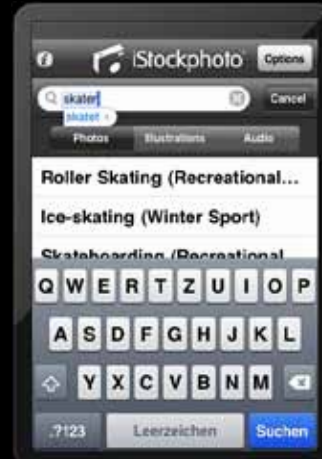 iStockphoto Options
skater Cancel
skatet ×
Photos Illustrations Audio
Roller Skating (Recreational...
Ice-skating (Winter Sport)
Skateboarding (Recreational
Q W E R T Z U I O P
A S D F G H J K L
Y X C V B N M
.?123 Leerzeichen Suchen